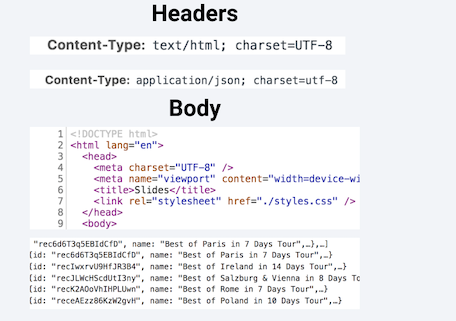 Headers
Content-Type: text/html; charset=UTF-8
Content-Type: application/json; charset=utf-8
Body
1 <!DOCTYPE html>
2 <html lang="en">
3 <head>
4 <meta charset="UTF-8" />
5 <meta name="viewport" content="width=device-wi
6 <title>Slides</title>
7 <link rel="stylesheet" href="./styles.css" />
8 </head>
9 <body>
"rec6d6T3q5EBIdCfD", name: "Best of Paris in 7 Days Tour",…},…]
{id: "rec6d6T3q5EBIdCfD", name: "Best of Paris in 7 Days Tour",…}
{id: "recIwxrvU9HfJR3B4", name: "Best of Ireland in 14 Days Tour",…}
{id: "recJLWcHScdUtI3ny", name: "Best of Salzburg & Vienna in 8 Days To
{id: "recK2AOoVhIHPLUwn", name: "Best of Rome in 7 Days Tour",…}
{id: "receAEzz86KzW2gvH", name: "Best of Poland in 10 Days Tour",…}